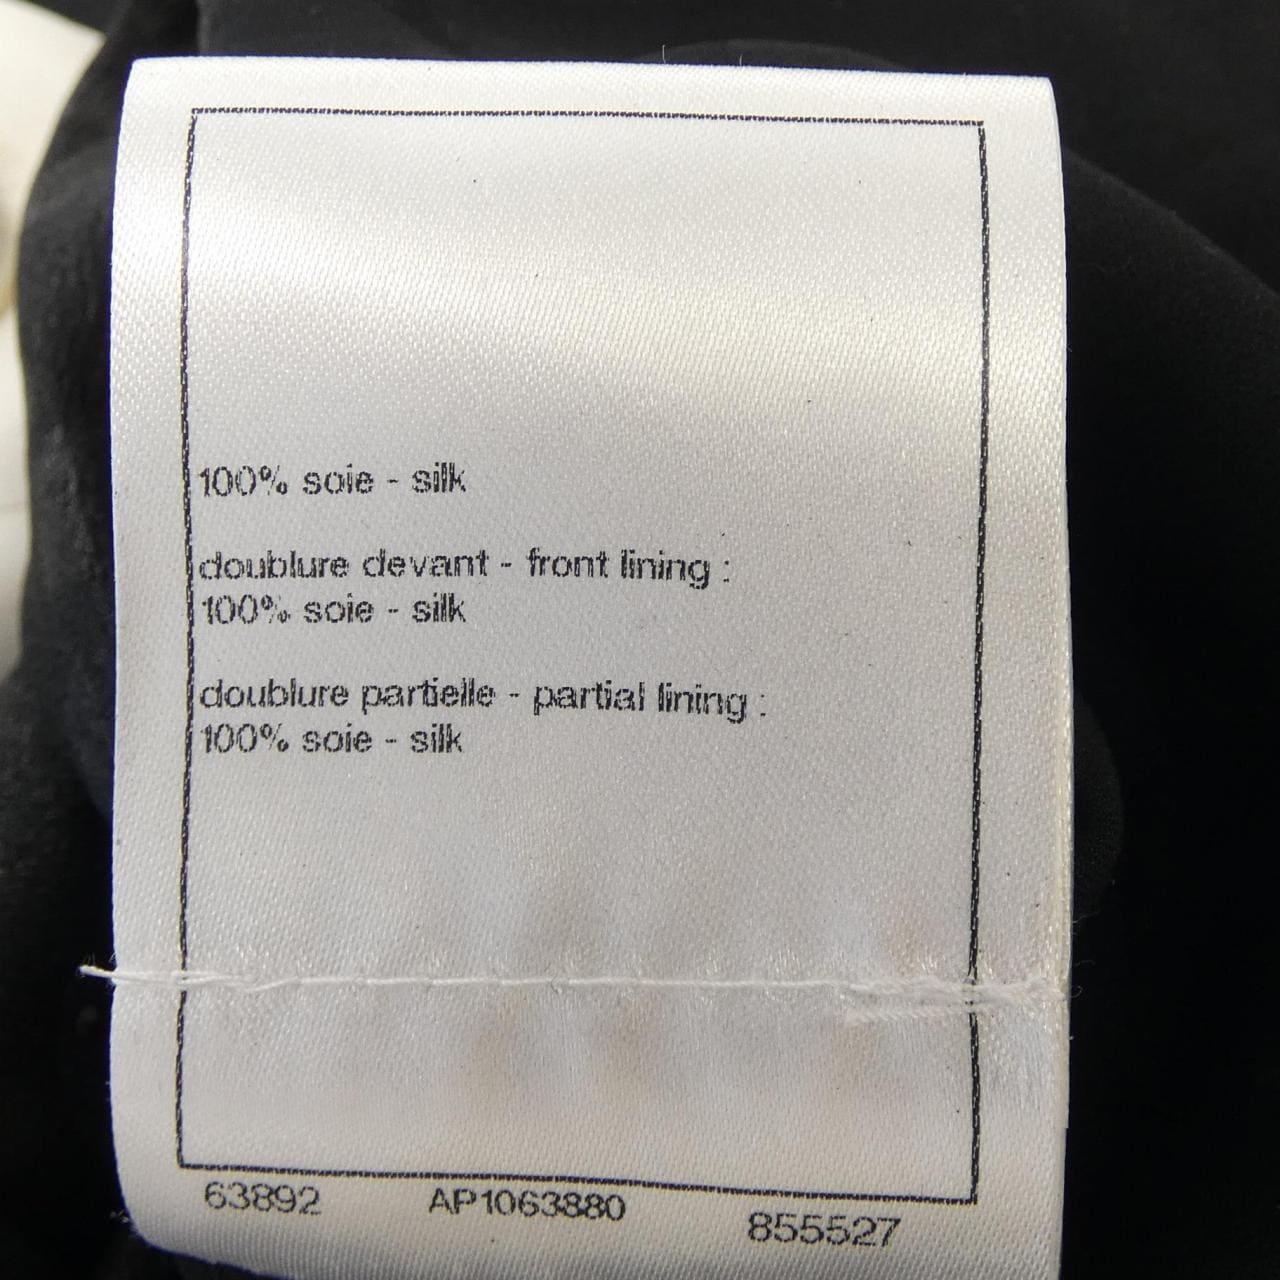 100% soie - silk
doublure devant - front lining :
100% soie - silk
doublure partielle - partial lining :
100% soie - silk
63892 AP1063880 855527